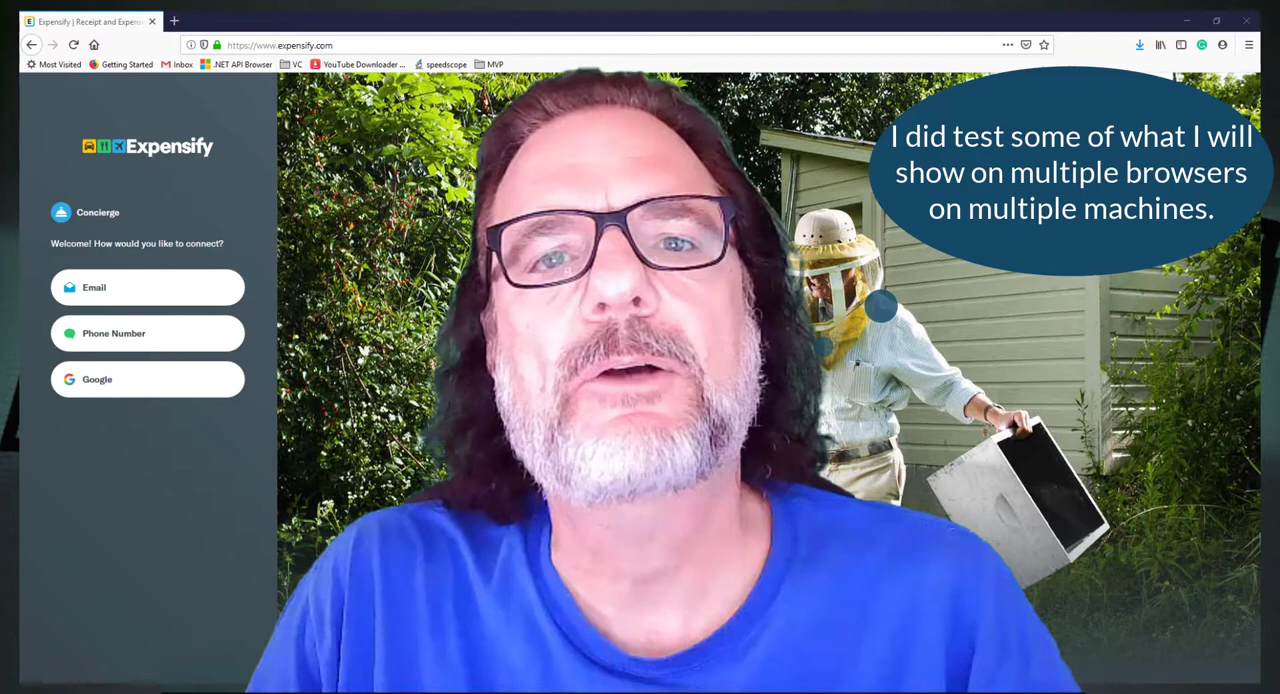 Expensify | Receipt and Expens
https://www.expensify.com
Most Visited Getting Started Inbox .NET API Browser VC YouTube Downloader ... speedscope MVP
Expensify
Concierge
Welcome! How would you like to connect?
Email
Phone Number
Google
I did test some of what I will
show on multiple browsers
on multiple machines.